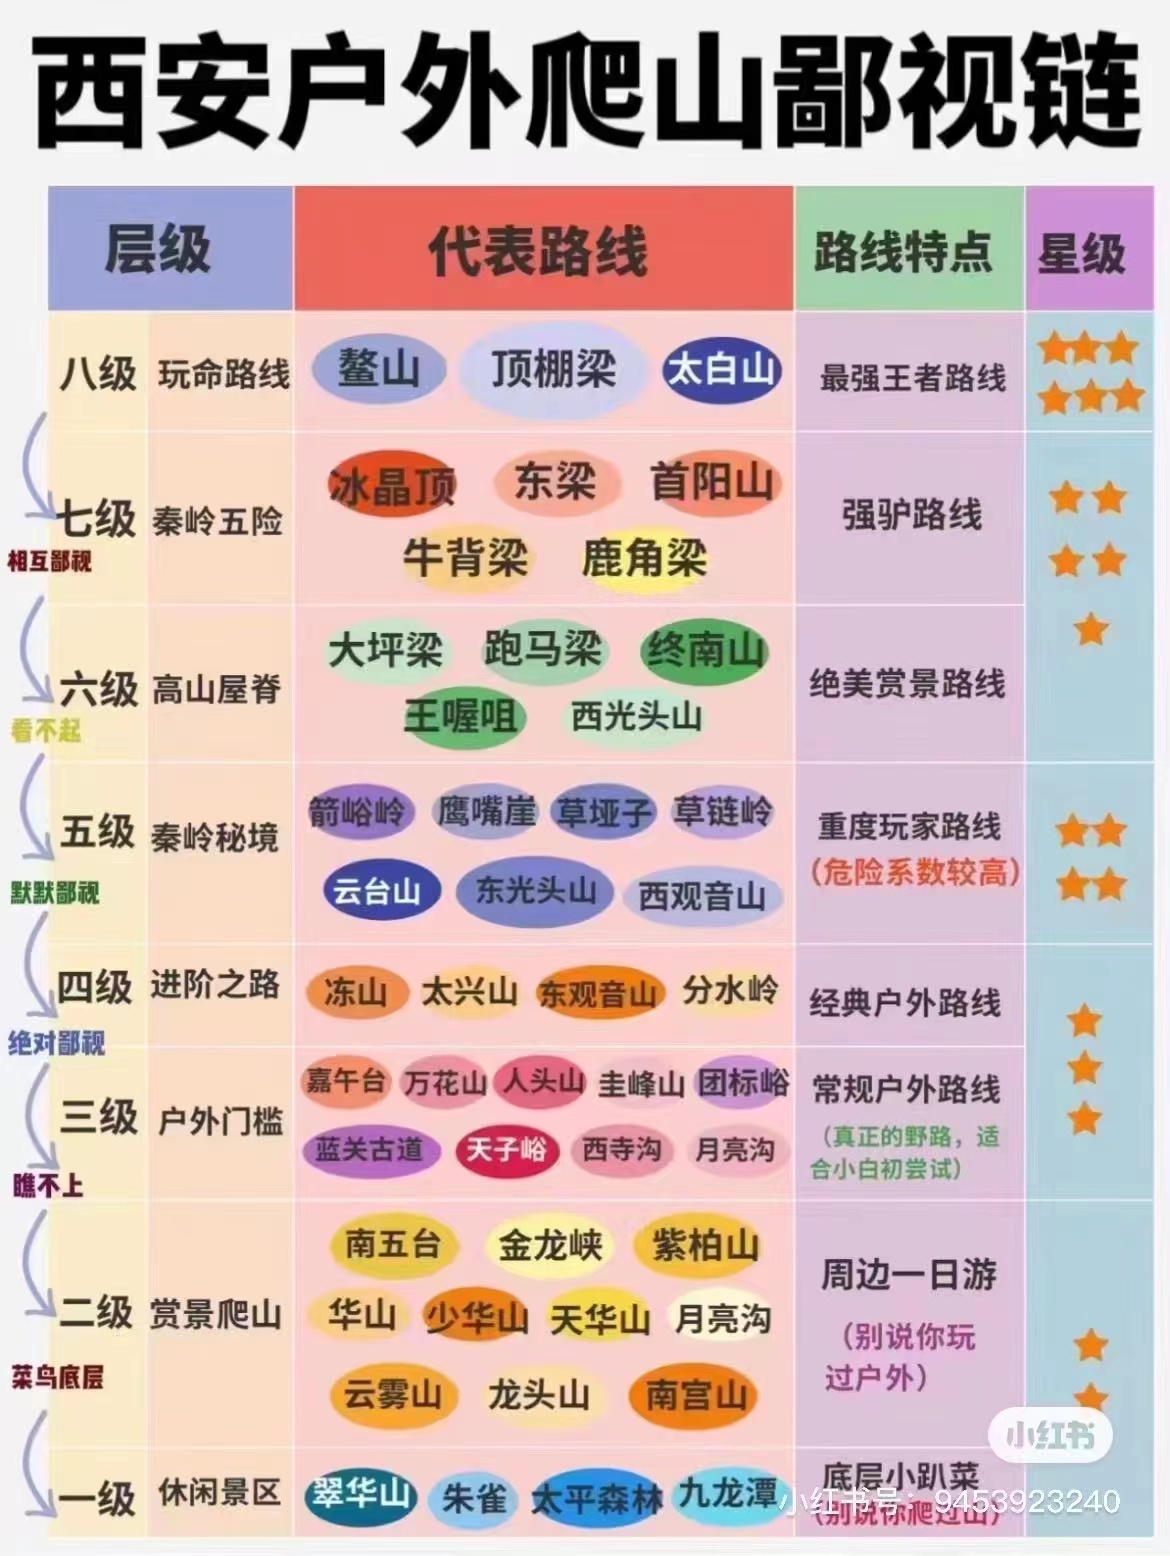 西安户外爬山鄙视链
层级 代表路线 路线特点 星级
八级 玩命路线 鳌山 顶棚梁 太白山 最强王者路线
七级 秦岭五险 冰晶顶 东梁 首阳山 强驴路线
牛背梁 鹿角梁
相互鄙视
六级 高山屋脊 大坪梁 跑马梁 终南山 绝美赏景路线
王喔咀 西光头山
看不起
五级 秦岭秘境 箭峪岭 鹰嘴崖 草垭子 草链岭 重度玩家路线
(危险系数较高)
云台山 东光头山 西观音山
默默鄙视
四级 进阶之路 冻山 太兴山 东观音山 分水岭 经典户外路线
绝对鄙视
三级 户外门槛 嘉午台 万花山 人头山 圭峰山 团标峪 常规户外路线
(真正的野路，适
合小白初尝试)
蓝关古道 天子峪 西寺沟 月亮沟
瞧不上
二级 赏景爬山 南五台 金龙峡 紫柏山 周边一日游
华山 少华山 天华山 月亮沟
(别说你玩
过户外)
云雾山 龙头山 南宫山
菜鸟底层
一级 休闲景区 翠华山 朱雀 太平森林 九龙潭 底层小趴菜
(别说你爬过山)
小红书
小红书号：9453923240